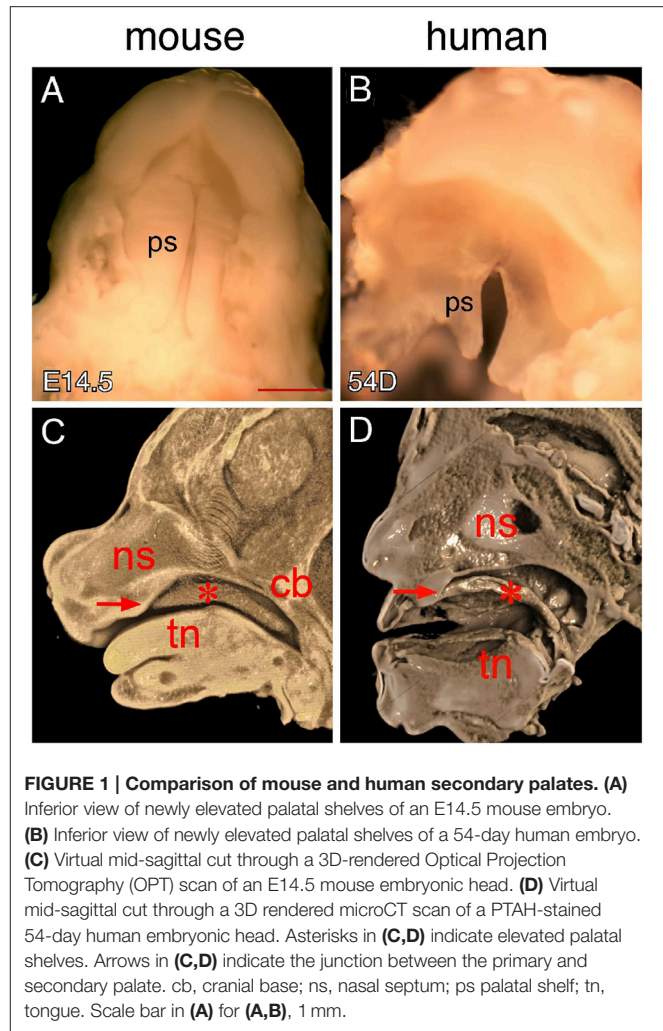 mouse human
A B
ps ps
E14.5 54D
C D
ns ns
cb
* *
tn tn
FIGURE 1 | Comparison of mouse and human secondary palates. (A)
Inferior view of newly elevated palatal shelves of an E14.5 mouse embryo.
(B) Inferior view of newly elevated palatal shelves of a 54-day human embryo.
(C) Virtual mid-sagittal cut through a 3D-rendered Optical Projection
Tomography (OPT) scan of an E14.5 mouse embryonic head. (D) Virtual
mid-sagittal cut through a 3D rendered microCT scan of a PTAH-stained
54-day human embryonic head. Asterisks in (C,D) indicate elevated palatal
shelves. Arrows in (C,D) indicate the junction between the primary and
secondary palate. cb, cranial base; ns, nasal septum; ps palatal shelf; tn,
tongue. Scale bar in (A) for (A,B), 1 mm.